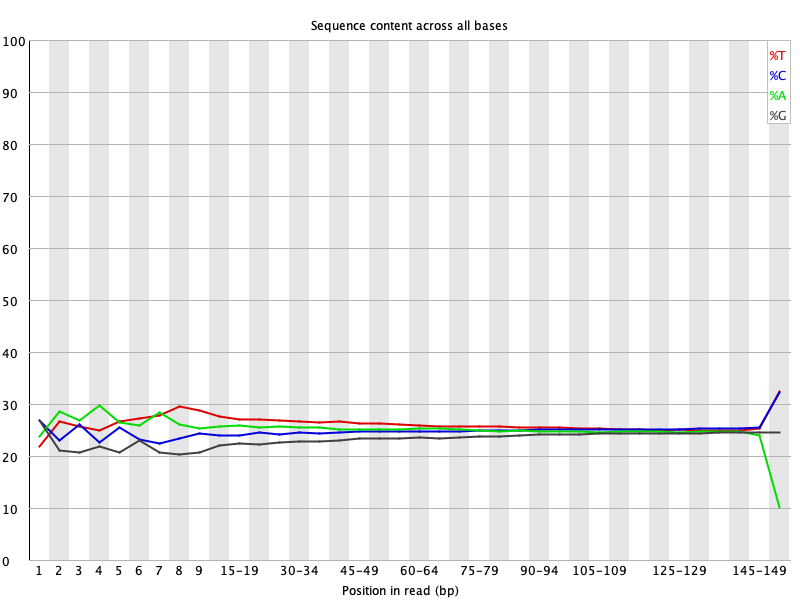 Sequence content across all bases
100
90
80
70
60
50
40
30
20
10
0
%T
%C
%A
%G
1 2 3 4 5 6 7 8 9 15-19 30-34 45-49 60-64 75-79 90-94 105-109 125-129 145-149
Position in read (bp)